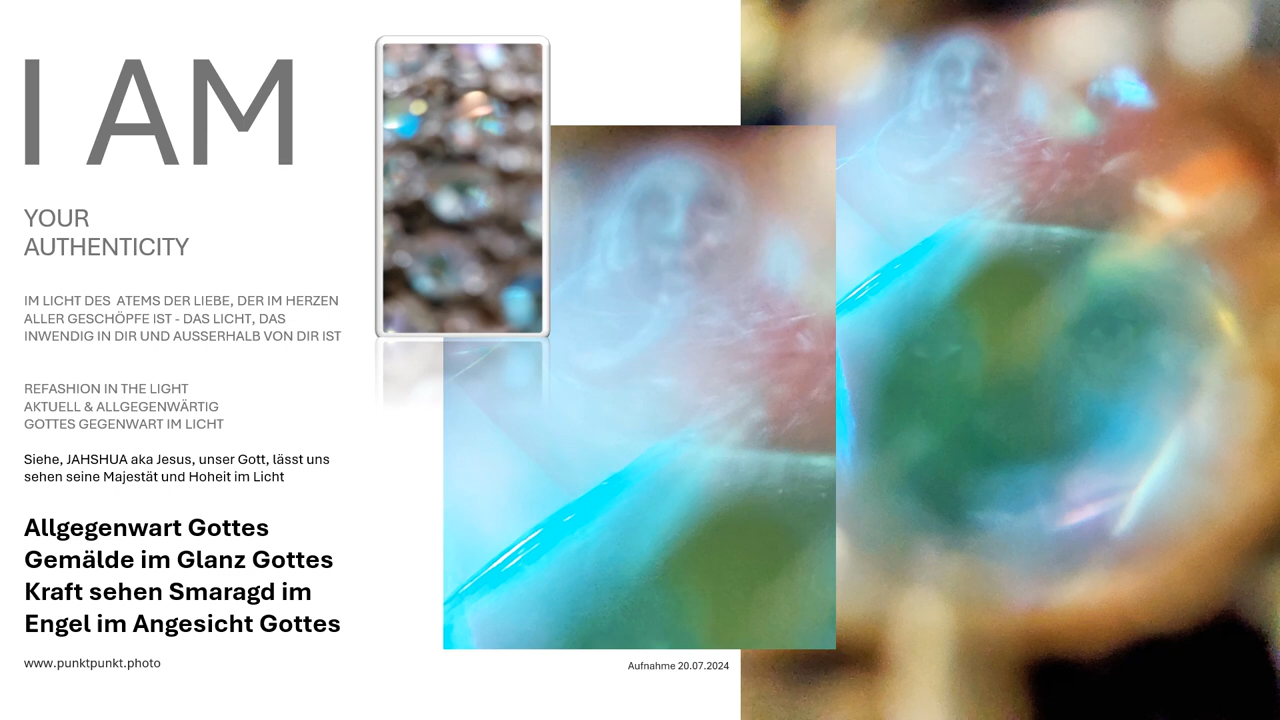 I AM
YOUR
AUTHENTICITY
IM LICHT DES  ATEMS DER LIEBE, DER IM HERZEN
ALLER GESCHÖPFE IST - DAS LICHT, DAS
INWENDIG IN DIR UND AUSSERHALB VON DIR IST
REFASHION IN THE LIGHT
AKTUELL & ALLGEGENWÄRTIG
GOTTES GEGENWART IM LICHT
Siehe, JAHSHUA aka Jesus, unser Gott, lässt uns
sehen seine Majestät und Hoheit im Licht
Allgegenwart Gottes
Gemälde im Glanz Gottes
Kraft sehen Smaragd im
Engel im Angesicht Gottes
www.punktpunkt.photo
Aufnahme 20.07.2024